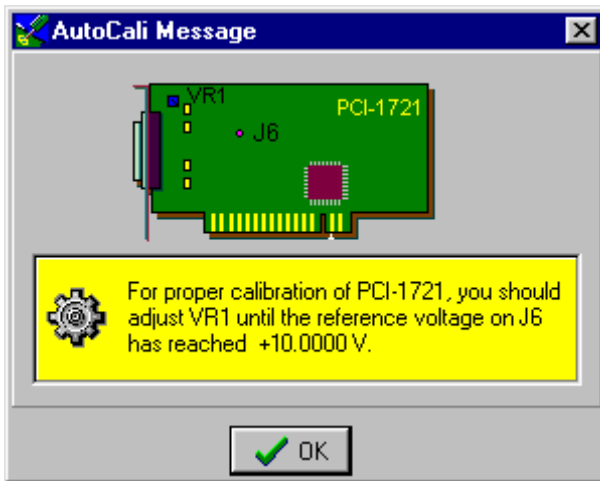 AutoCali Message
VR1
PCI-1721
J6
For proper calibration of PCI-1721, you should
adjust VR1 until the reference voltage on J6
has reached +10.0000 V.
OK